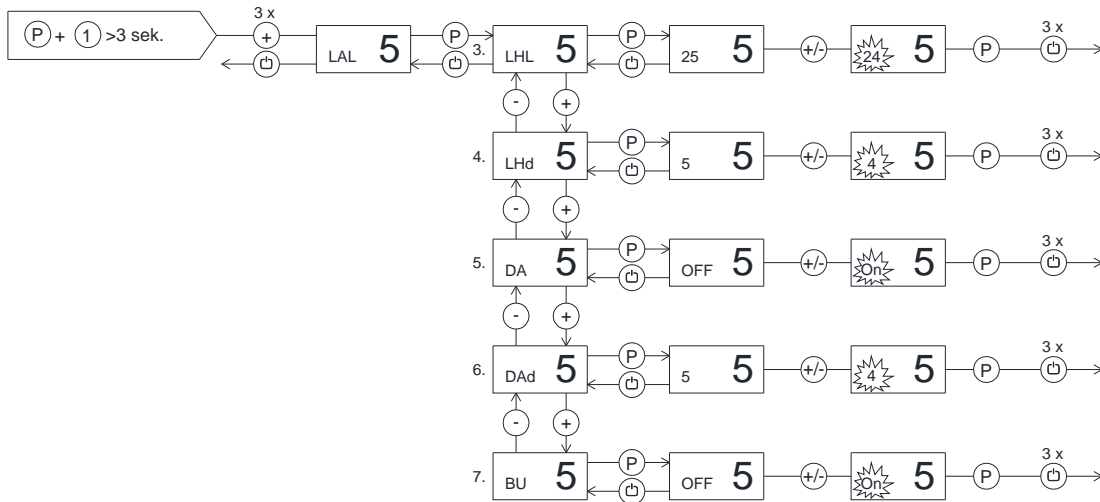 3 x
P + 1 >3 sek. + LAL 5 P 3. LHL 5 P 25 5 +/- 24 5 P 3 x
- +
4. LHd 5 P 5 5 +/- 4 5 P 3 x
- +
5. DA 5 P OFF 5 +/- On 5 P 3 x
- +
6. DAd 5 P 5 5 +/- 4 5 P 3 x
- +
7. BU 5 P OFF 5 +/- On 5 P 3 x